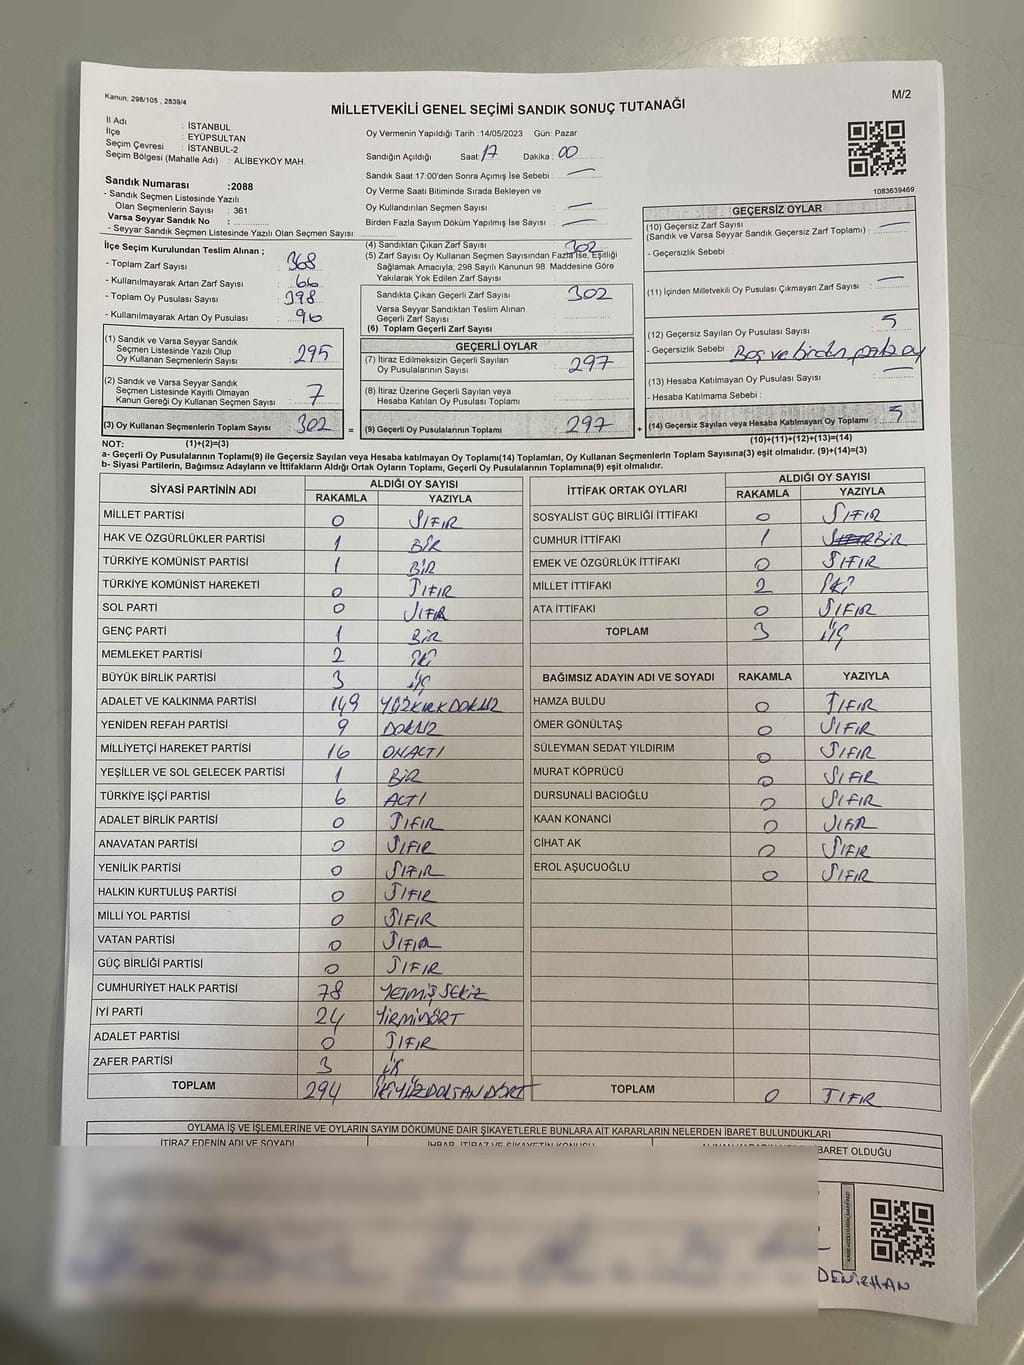 Kanun: 298/105 , 2839/4
M/2
MİLLETVEKİLİ GENEL SEÇİMİ SANDIK SONUÇ TUTANAĞI
İl Adı : İSTANBUL
İlçe : EYÜPSULTAN
Seçim Çevresi : İSTANBUL-2
Seçim Bölgesi (Mahalle Adı) : ALİBEYKÖY MAH.
Sandık Numarası :2088
- Sandık Seçmen Listesinde Yazılı
Olan Seçmenlerin Sayısı : 361
Varsa Seyyar Sandık No :
- Seyyar Sandık Seçmen Listesinde Yazılı Olan Seçmen Sayısı:
Oy Vermenin Yapıldığı Tarih :14/05/2023 Gün: Pazar
Sandığın Açıldığı Saat: 17 Dakika : 00
Sandık Saat 17:00'den Sonra Açımış İse Sebebi : —
Oy Verme Saati Bitiminde Sırada Bekleyen ve
Oy Kullandırılan Seçmen Sayısı : —
Birden Fazla Sayım Döküm Yapılmış İse Sayısı : —
1083639469
İlçe Seçim Kurulundan Teslim Alınan ;
- Toplam Zarf Sayısı : 368
- Kullanılmayarak Artan Zarf Sayısı : 66
- Toplam Oy Pusulası Sayısı : 398
- Kullanılmayarak Artan Oy Pusulası : 96
(1) Sandık ve Varsa Seyyar Sandık
Seçmen Listesinde Yazılı Olup
Oy Kullanan Seçmenlerin Sayısı : 295
(2) Sandık ve Varsa Seyyar Sandık
Seçmen Listesinde Kayıtlı Olmayan
Kanun Gereği Oy Kullanan Seçmen Sayısı : 7
(3) Oy Kullanan Seçmenlerin Toplam Sayısı : 302 =
(4) Sandıktan Çıkan Zarf Sayısı : 302
(5) Zarf Sayısı Oy Kullanan Seçmen Sayısından Fazla İse, Eşitliği
Sağlamak Amacıyla, 298 Sayılı Kanunun 98. Maddesine Göre
Yakılarak Yok Edilen Zarf Sayısı :
Sandıkta Çıkan Geçerli Zarf Sayısı : 302
Varsa Seyyar Sandıktan Teslim Alınan
Geçerli Zarf Sayısı :
(6) Toplam Geçerli Zarf Sayısı :
GEÇERLİ OYLAR
(7) İtiraz Edilmeksizin Geçerli Sayılan
Oy Pusulalarının Sayısı : 297
(8) İtiraz Üzerine Geçerli Sayılan veya
Hesaba Katılan Oy Pusulaları Toplamı :
(9) Geçerli Oy Pusulalarının Toplamı : 297 +
GEÇERSİZ OYLAR
(10) Geçersiz Zarf Sayısı
(Sandık ve Varsa Seyyar Sandık Geçersiz Zarf Toplamı) : —
- Geçersizlik Sebebi
(11) İçinden Milletvekili Oy Pusulası Çıkmayan Zarf Sayısı : —
(12) Geçersiz Sayılan Oy Pusulası Sayısı : 5
- Geçersizlik Sebebi : Boş ve birden
(13) Hesaba Katılmayan Oy Pusulası Sayısı : —
- Hesaba Katılmama Sebebi :
(14) Geçersiz Sayılan veya Hesaba Katılmayan Oy Toplamı : 5
NOT: (1)+(2)=(3) (10)+(11)+(12)+(13)=(14)
a- Geçerli Oy Pusulalarının Toplamı(9) ile Geçersiz Sayılan veya Hesaba katılmayan Oy Toplamı(14) Toplamları, Oy Kullanan Seçmenlerin Toplam Sayısına(3) eşit olmalıdır. (9)+(14)=(3)
b- Siyasi Partilerin, Bağımsız Adayların ve İttifakların Aldığı Ortak Oyların Toplamı, Geçerli Oy Pusulalarının Toplamına(9) eşit olmalıdır.
SİYASİ PARTİNİN ADI ALDIĞI OY SAYISI
RAKAMLA YAZIYLA
MİLLET PARTİSİ 0 SIFIR
HAK VE ÖZGÜRLÜKLER PARTİSİ 1 BİR
TÜRKİYE KOMÜNİST PARTİSİ 1 BİR
TÜRKİYE KOMÜNİST HAREKETİ 0 SIFIR
SOL PARTİ 0 SIFIR
GENÇ PARTİ 1 BİR
MEMLEKET PARTİSİ 2 İKİ
BÜYÜK BİRLİK PARTİSİ 3 ÜÇ
ADALET VE KALKINMA PARTİSİ 149 YÜZKIRKDOKUZ
YENİDEN REFAH PARTİSİ 9 DOKUZ
MİLLİYETÇİ HAREKET PARTİSİ 16 ONALTI
YEŞİLLER VE SOL GELECEK PARTİSİ 1 BİR
TÜRKİYE İŞÇİ PARTİSİ 6 ALTI
ADALET BİRLİK PARTİSİ 0 SIFIR
ANAVATAN PARTİSİ 0 SIFIR
YENİLİK PARTİSİ 0 SIFIR
HALKIN KURTULUŞ PARTİSİ 0 SIFIR
MİLLİ YOL PARTİSİ 0 SIFIR
VATAN PARTİSİ 0 SIFIR
GÜÇ BİRLİĞİ PARTİSİ 0 SIFIR
CUMHURİYET HALK PARTİSİ 78 YETMİŞSEKİZ
İYİ PARTİ 24 YİRMİDÖRT
ADALET PARTİSİ 0 SIFIR
ZAFER PARTİSİ 3 ÜÇ
TOPLAM 294 İKİYÜZDOKSANDÖRT
İTTİFAK ORTAK OYLARI ALDIĞI OY SAYISI
RAKAMLA YAZIYLA
SOSYALİST GÜÇ BİRLİĞİ İTTİFAKI 0 SIFIR
CUMHUR İTTİFAKI 1 BİR
EMEK VE ÖZGÜRLÜK İTTİFAKI 0 SIFIR
MİLLET İTTİFAKI 2 İKİ
ATA İTTİFAKI 0 SIFIR
TOPLAM 3 ÜÇ
BAĞIMSIZ ADAYIN ADI VE SOYADI RAKAMLA YAZIYLA
HAMZA BULDU 0 SIFIR
ÖMER GÖNÜLTAŞ 0 SIFIR
SÜLEYMAN SEDAT YILDIRIM 0 SIFIR
MURAT KÖPRÜCÜ 0 SIFIR
DURSUNALİ BACIOĞLU 0 SIFIR
KAAN KONANCİ 0 SIFIR
CİHAT AK 0 SIFIR
EROL AŞUCUOĞLU 0 SIFIR
TOPLAM 0 SIFIR
OYLAMA İŞ VE İŞLEMLERİNE VE OYLARIN SAYIM DÖKÜMÜNE DAİR ŞİKAYETLERLE BUNLARA AİT KARARLARIN NELERDEN İBARET BULUNDUKLARI
İTİRAZ EDENİN ADI VE SOYADI İHBAR, İTİRAZ VE ŞİKAYETİN KONUSU İBARET OLDUĞU
DENİZHAN